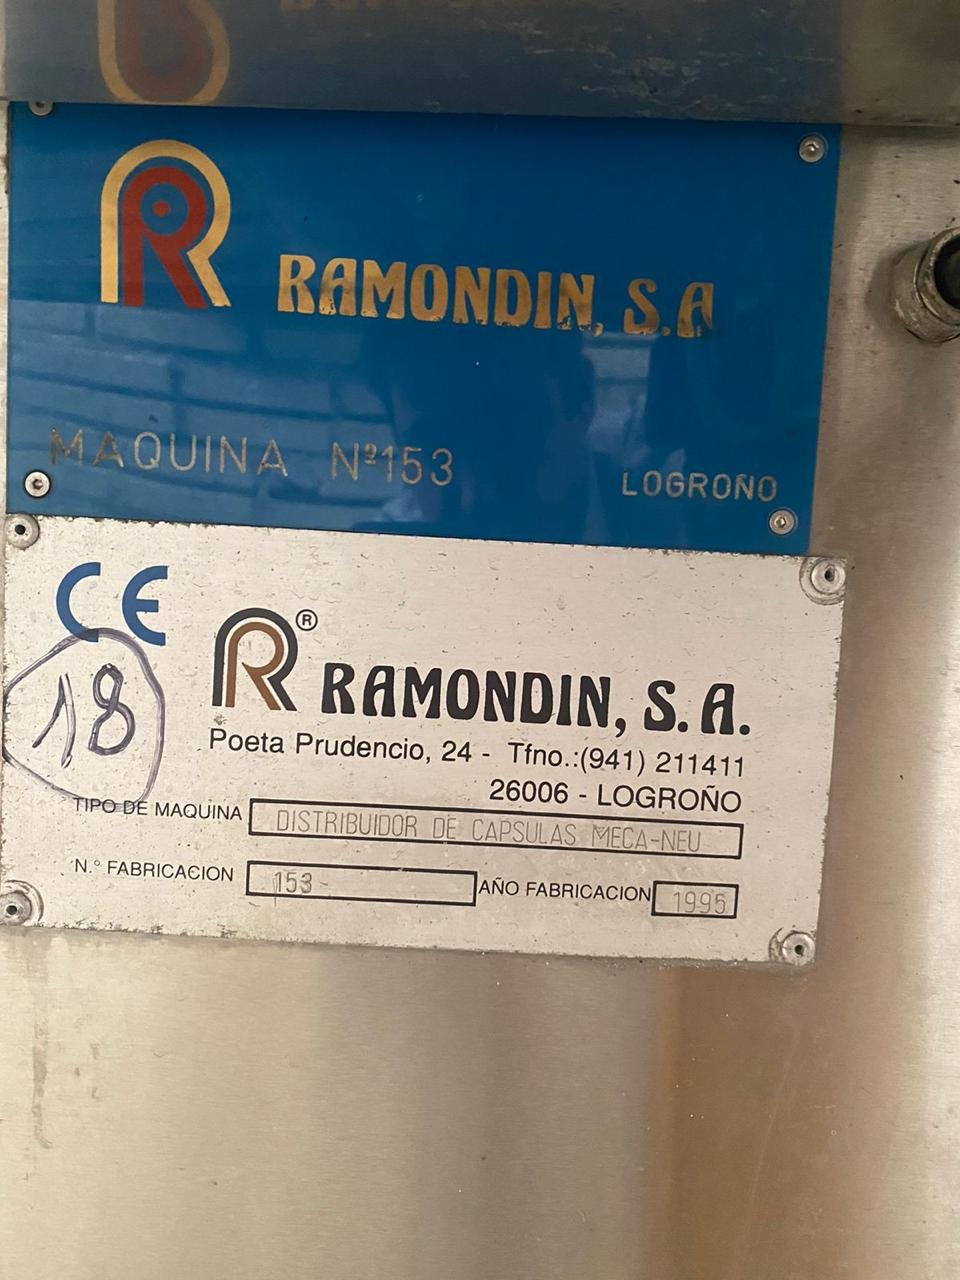 RAMONDIN, S.A
MAQUINA Nº153
LOGROÑO
CE
R®
RAMONDIN, S.A.
18
Poeta Prudencio, 24 - Tfno.:(941) 211411
26006 - LOGROÑO
TIPO DE MAQUINA DISTRIBUIDOR DE CAPSULAS MECA-NEU
N.º FABRICACION 153 AÑO FABRICACION 1995